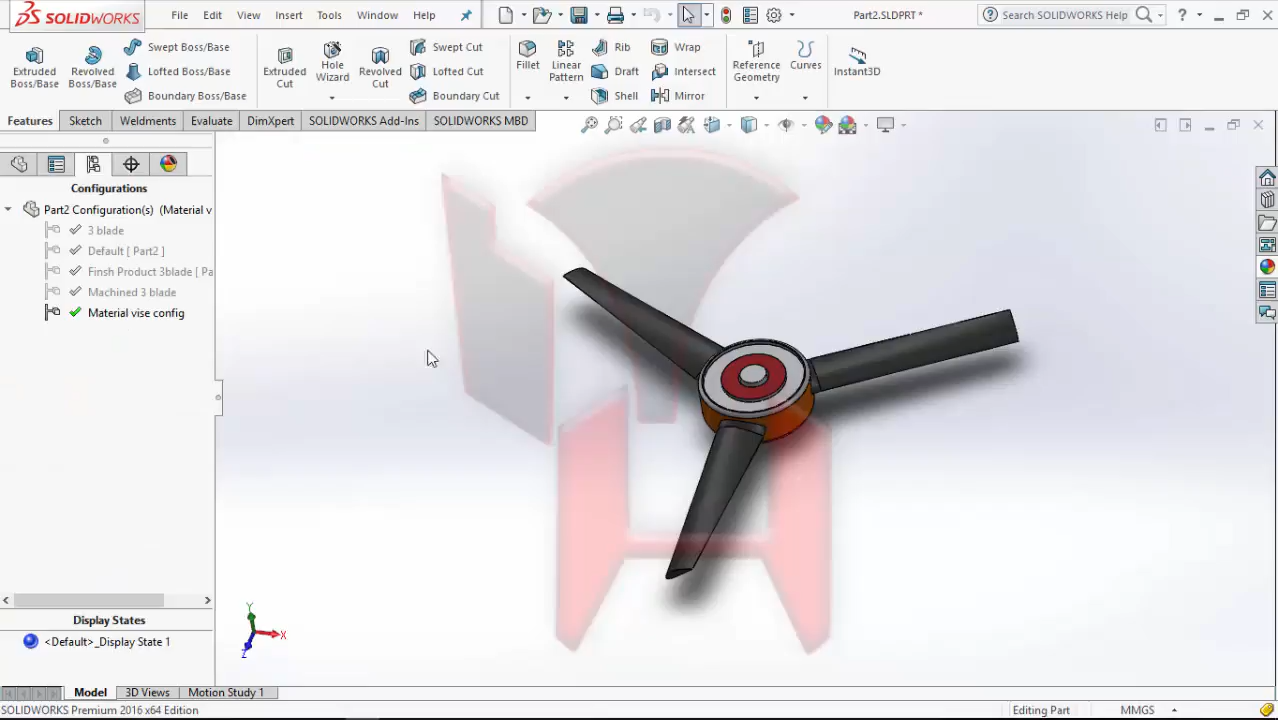 SOLIDWORKS File Edit View Insert Tools Window Help Part2.SLDPRT * Search SOLIDWORKS Help ?
Extruded Boss/Base
Revolved Boss/Base
Swept Boss/Base
Lofted Boss/Base
Boundary Boss/Base
Extruded Cut
Hole Wizard
Revolved Cut
Swept Cut
Lofted Cut
Boundary Cut
Fillet
Linear Pattern
Rib
Draft
Shell
Wrap
Intersect
Mirror
Reference Geometry
Curves
Instant3D
Features Sketch Weldments Evaluate DimXpert SOLIDWORKS Add-Ins SOLIDWORKS MBD
Configurations
Part2 Configuration(s) (Material v
3 blade
Default [ Part2 ]
Finsh Product 3blade [ Pa
Machined 3 blade
Material vise config
Display States
<Default>_Display State 1
Y
X
Z
Model 3D Views Motion Study 1
SOLIDWORKS Premium 2016 x64 Edition Editing Part MMGS